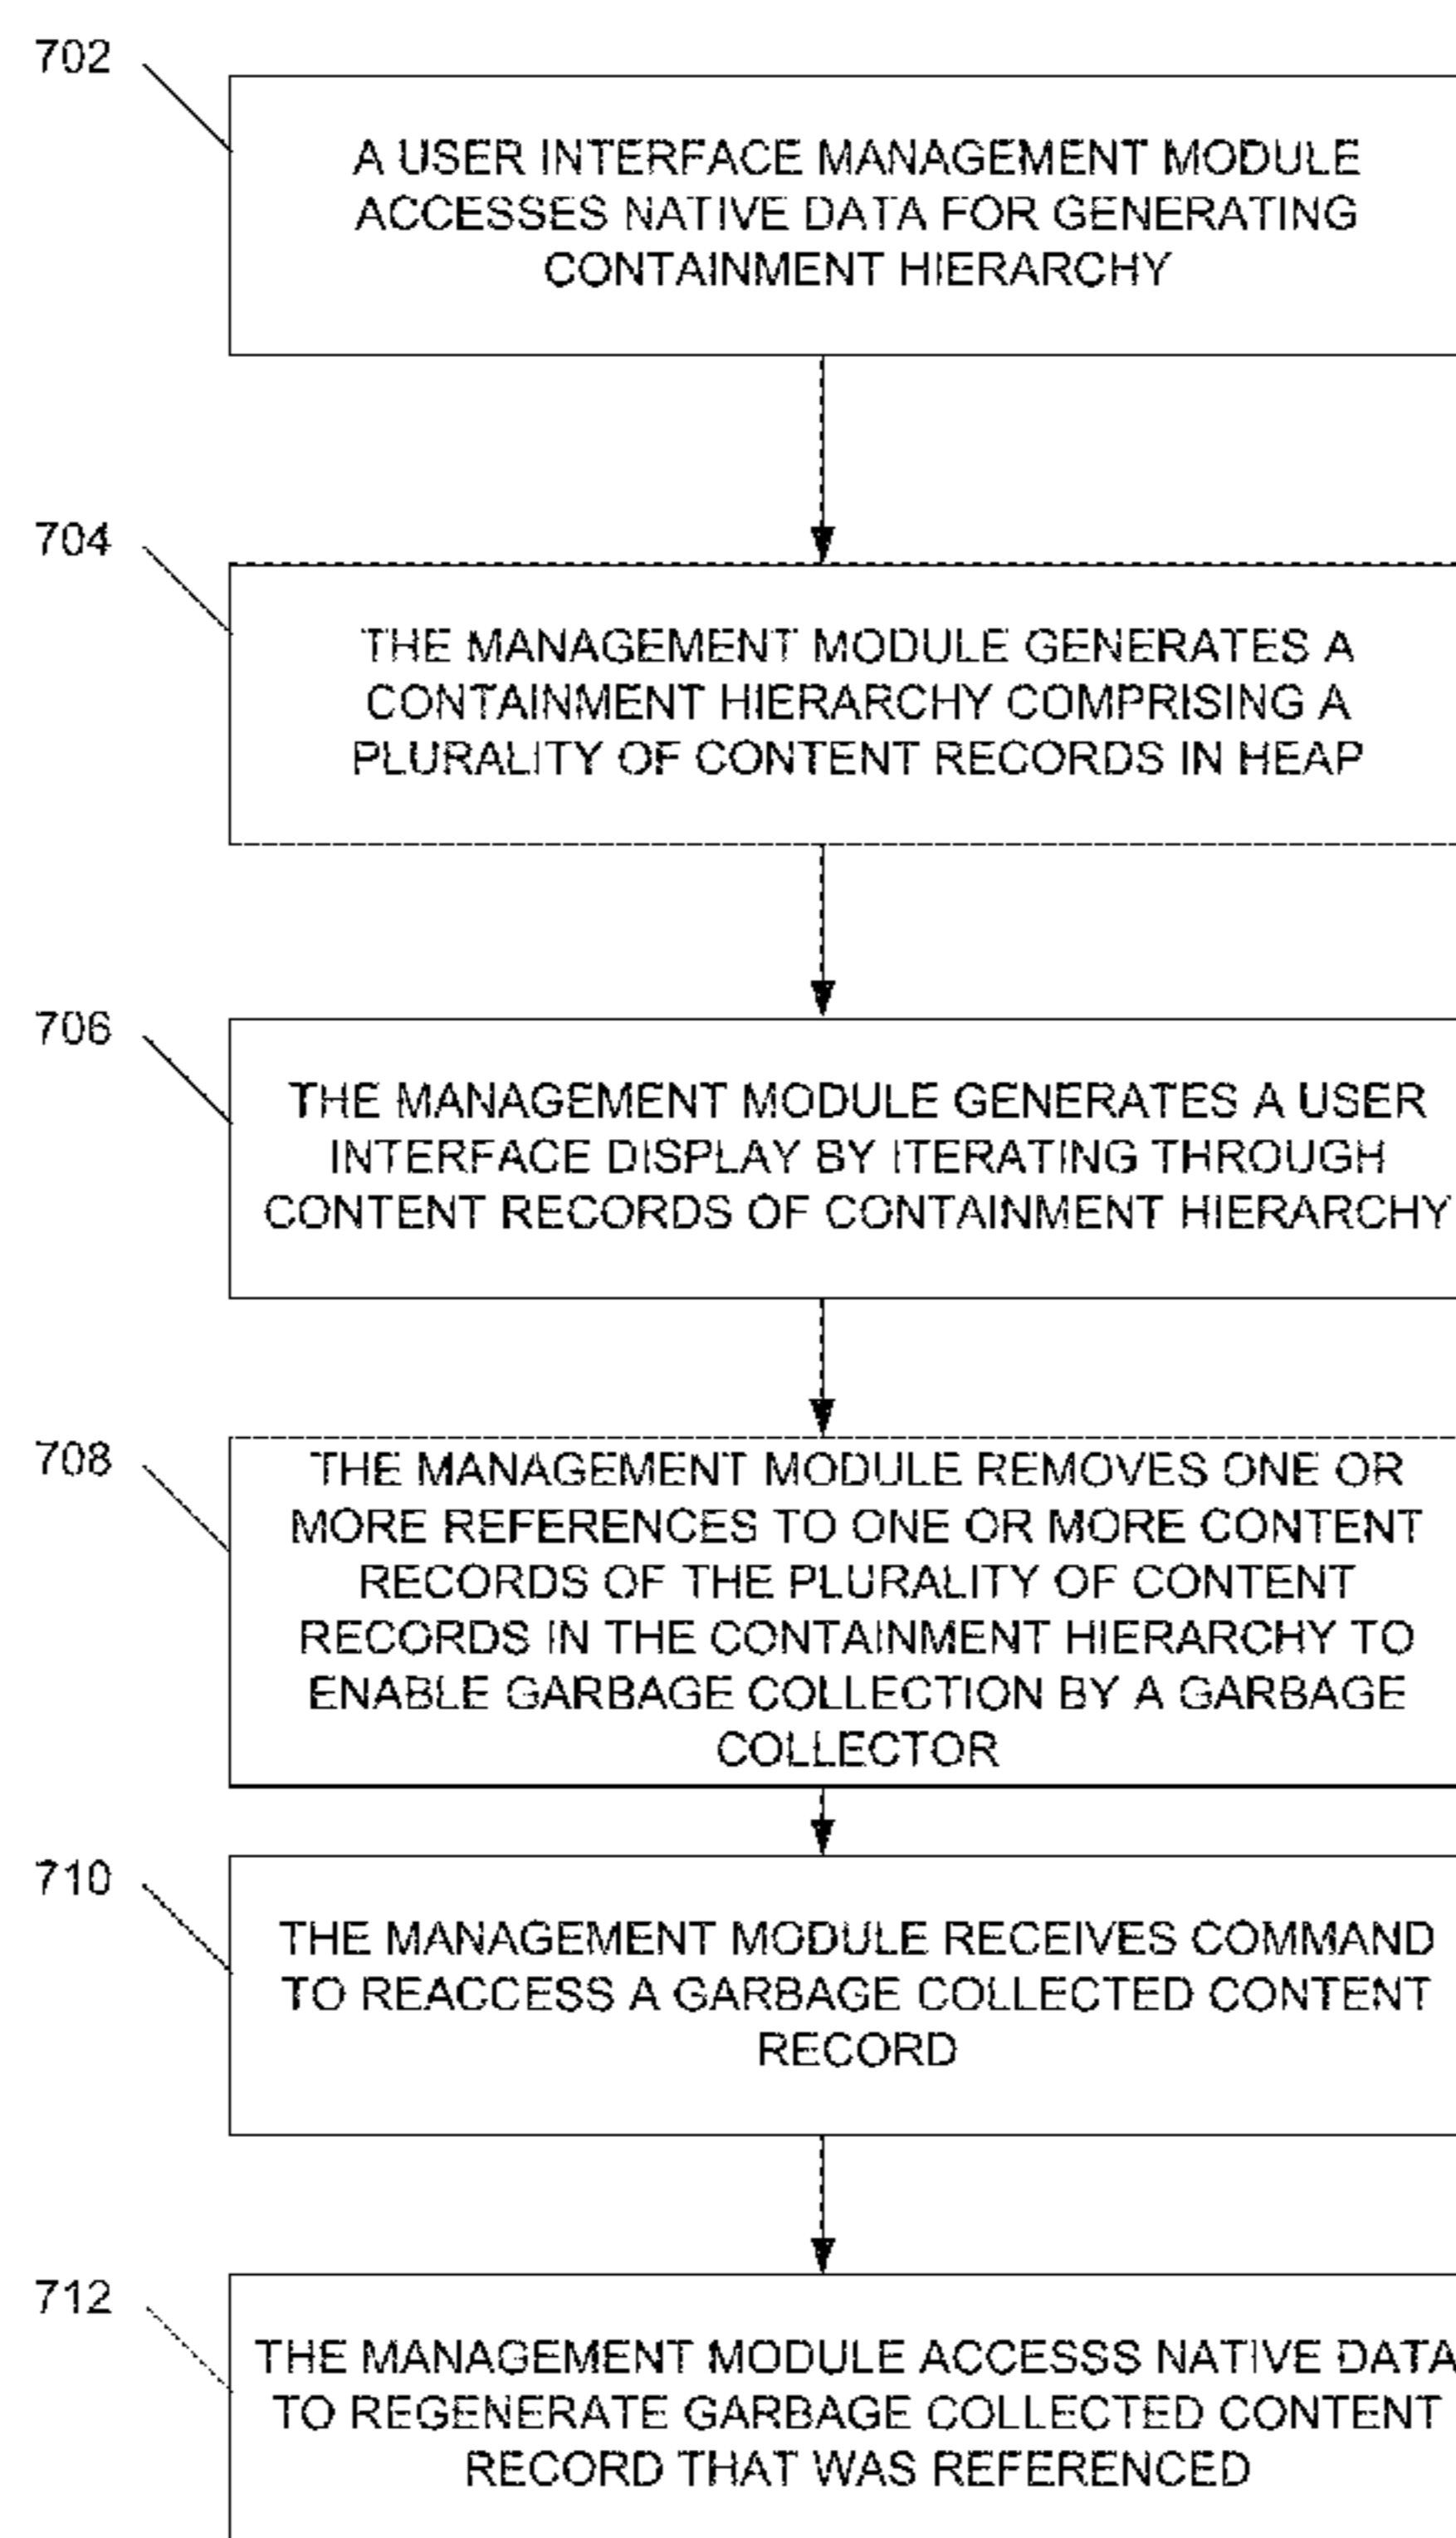 702
A USER INTERFACE MANAGEMENT MODULE
ACCESSES NATIVE DATA FOR GENERATING
CONTAINMENT HIERARCHY
704
THE MANAGEMENT MODULE GENERATES A
CONTAINMENT HIERARCHY COMPRISING A
PLURALITY OF CONTENT RECORDS IN HEAP
706
THE MANAGEMENT MODULE GENERATES A USER
INTERFACE DISPLAY BY ITERATING THROUGH
CONTENT RECORDS OF CONTAINMENT HIERARCHY
708
THE MANAGEMENT MODULE REMOVES ONE OR
MORE REFERENCES TO ONE OR MORE CONTENT
RECORDS OF THE PLURALITY OF CONTENT
RECORDS IN THE CONTAINMENT HIERARCHY TO
ENABLE GARBAGE COLLECTION BY A GARBAGE
COLLECTOR
710
THE MANAGEMENT MODULE RECEIVES COMMAND
TO REACCESS A GARBAGE COLLECTED CONTENT
RECORD
712
THE MANAGEMENT MODULE ACCESSS NATIVE DATA
TO REGENERATE GARBAGE COLLECTED CONTENT
RECORD THAT WAS REFERENCED